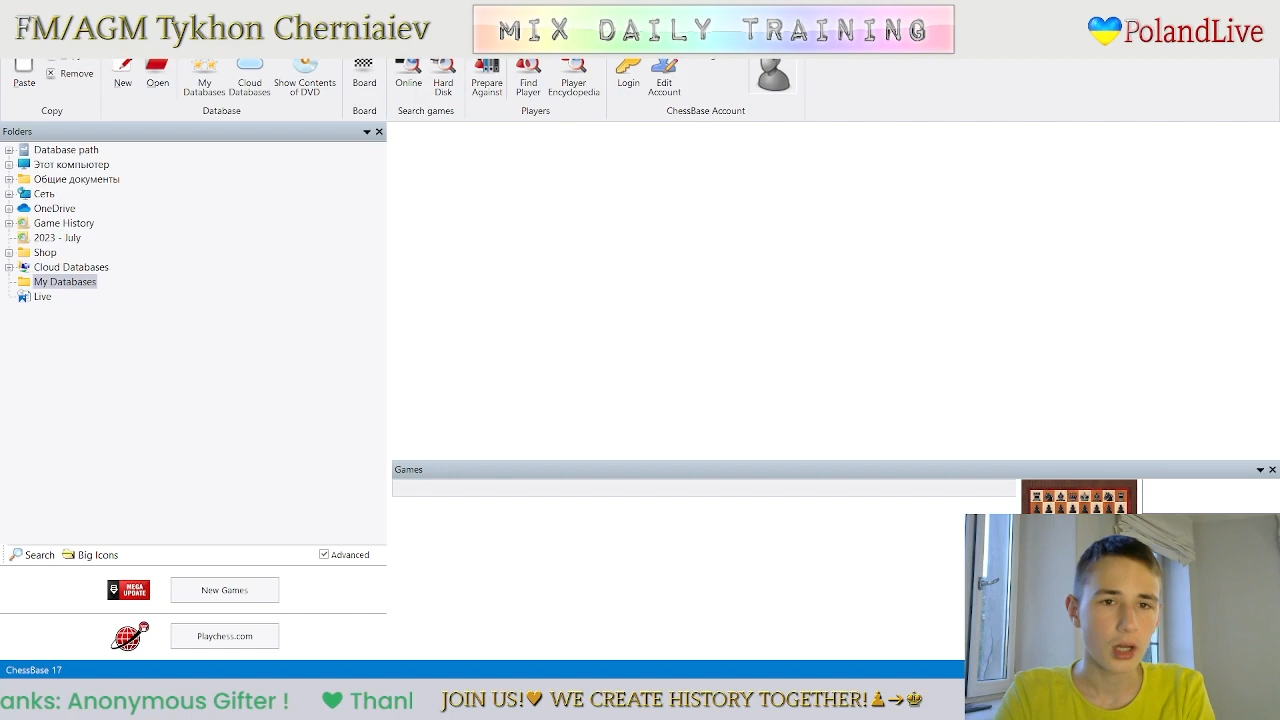 FM/AGM Tykhon Cherniaiev
MIX DAILY TRAINING
PolandLive
Remove
Paste
New
Open
My Databases
Cloud Databases
Show Contents of DVD
Board
Online
Hard Disk
Prepare Against
Find Player
Player Encyclopedia
Login
Edit Account
Copy
Database
Board
Search games
Players
ChessBase Account
Folders
Database path
Этот компьютер
Общие документы
Сеть
OneDrive
Game History
2023 - July
Shop
Cloud Databases
My Databases
Live
Games
Search
Big Icons
Advanced
MEGA UPDATE
New Games
Playchess.com
ChessBase 17
anks: Anonymous Gifter !
Thanl
JOIN US! WE CREATE HISTORY TOGETHER!